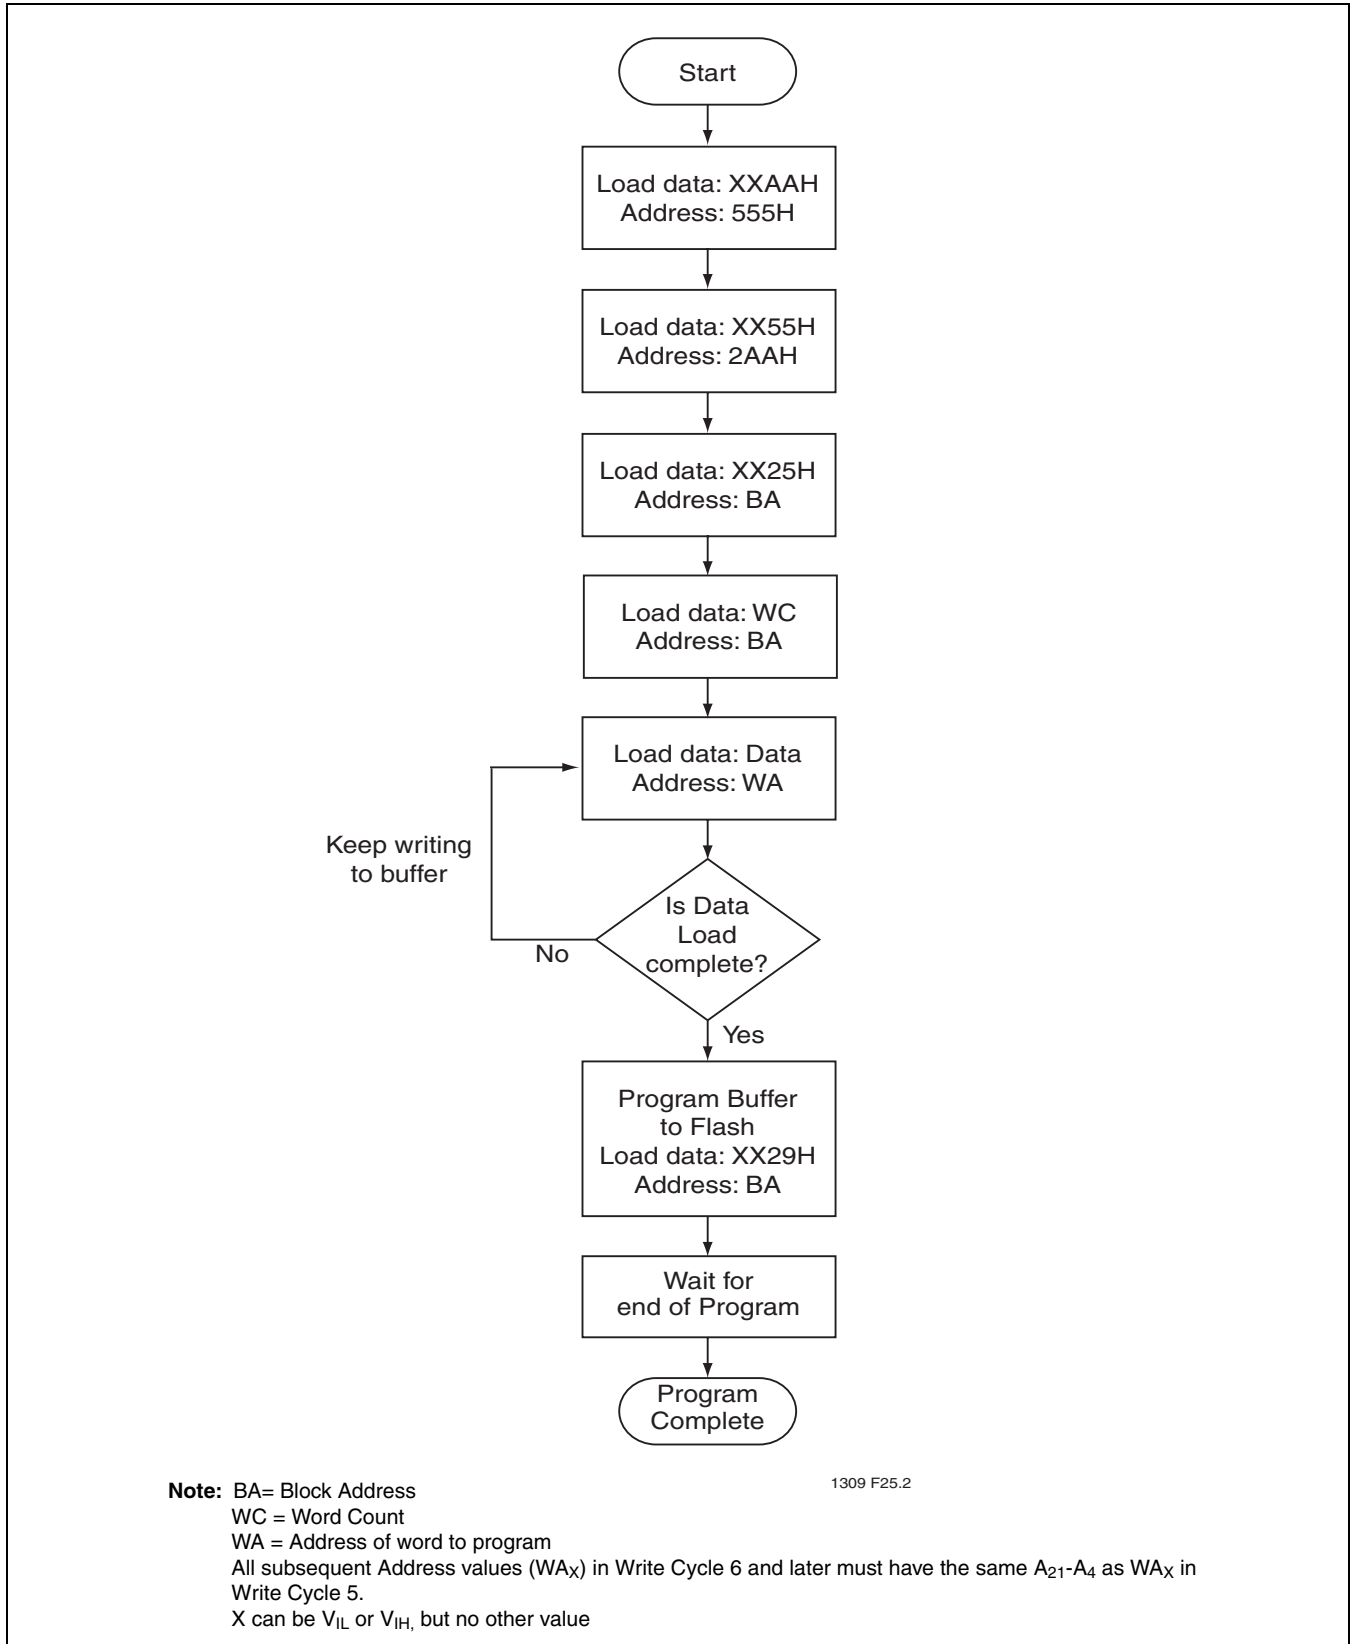 Start
Load data: XXAAH
Address: 555H
Load data: XX55H
Address: 2AAH
Load data: XX25H
Address: BA
Load data: WC
Address: BA
Load data: Data
Address: WA
Keep writing
to buffer
Is Data
Load
complete?
No
Yes
Program Buffer
to Flash
Load data: XX29H
Address: BA
Wait for
end of Program
Program
Complete
1309 F25.2
Note: BA= Block Address
WC = Word Count
WA = Address of word to program
All subsequent Address values (WAX) in Write Cycle 6 and later must have the same A21-A4 as WAX in
Write Cycle 5.
X can be VIL or VIH, but no other value